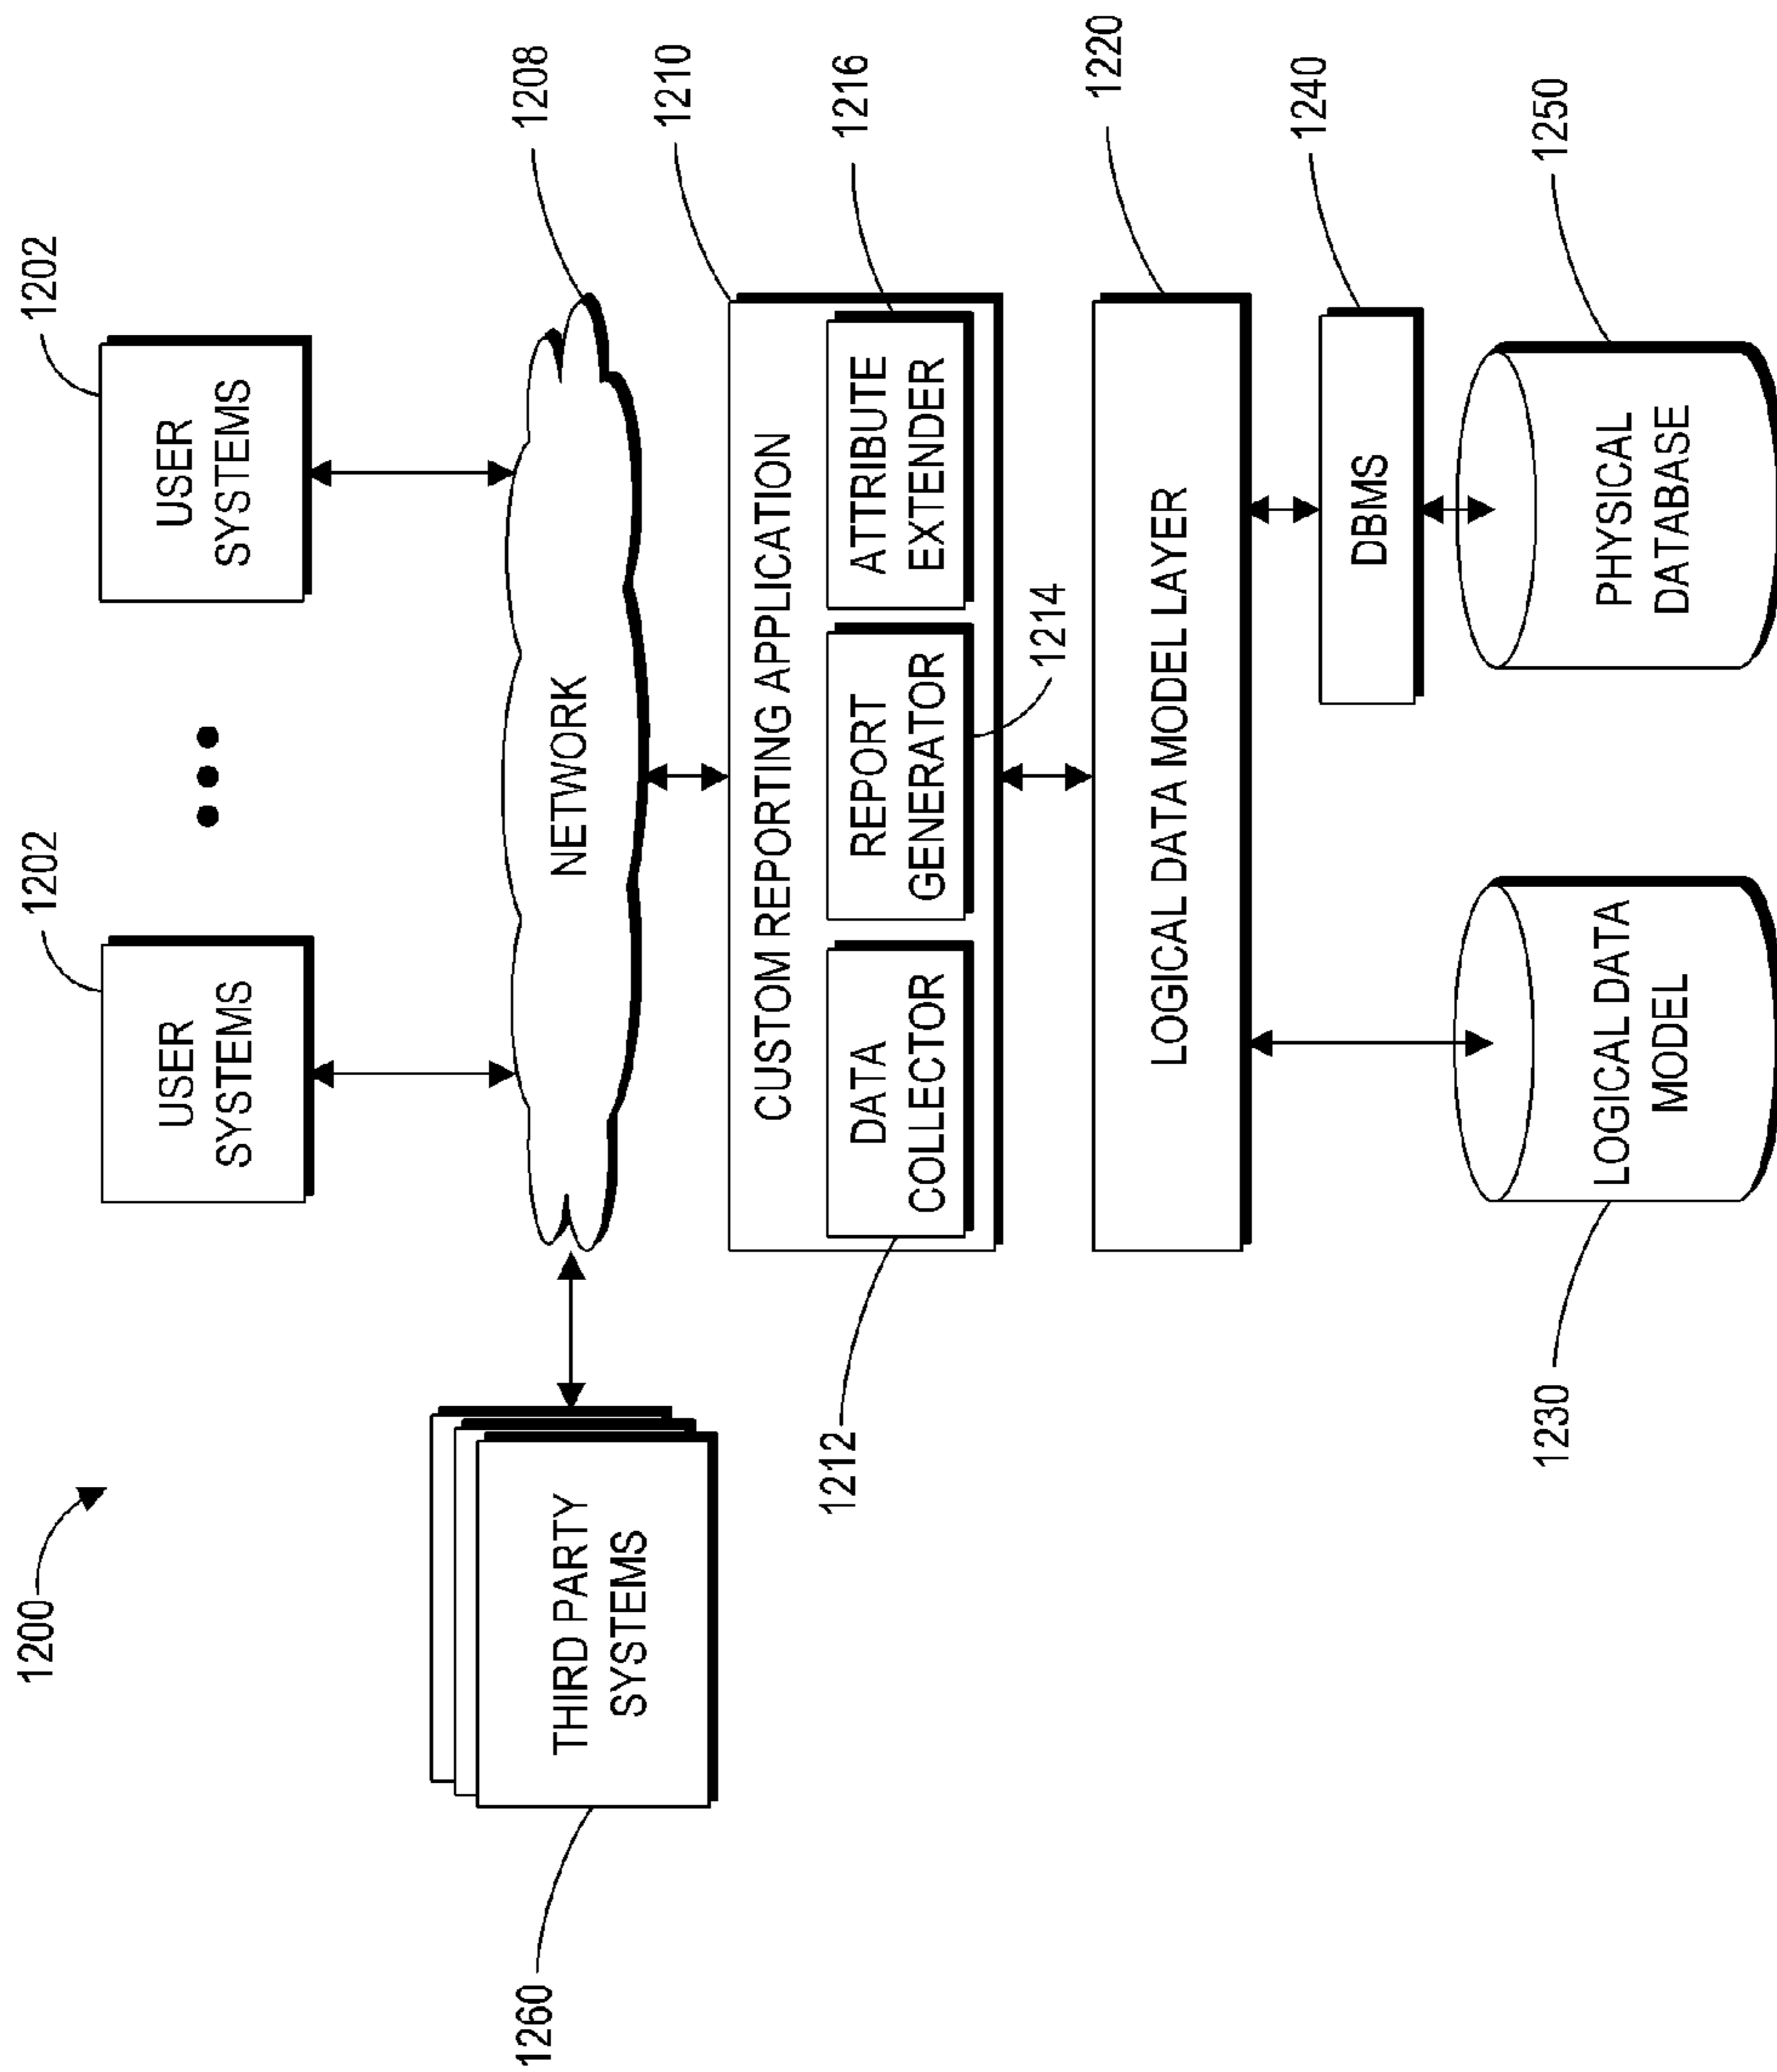 1200
1202
1202
USER
SYSTEMS
USER
SYSTEMS
1208
1260
THIRD PARTY
SYSTEMS
NETWORK
1210
CUSTOM REPORTING APPLICATION
1212
DATA
COLLECTOR
REPORT
GENERATOR
ATTRIBUTE
EXTENDER
1216
1214
1220
LOGICAL DATA MODEL LAYER
1240
DBMS
1230
LOGICAL DATA
MODEL
1250
PHYSICAL
DATABASE